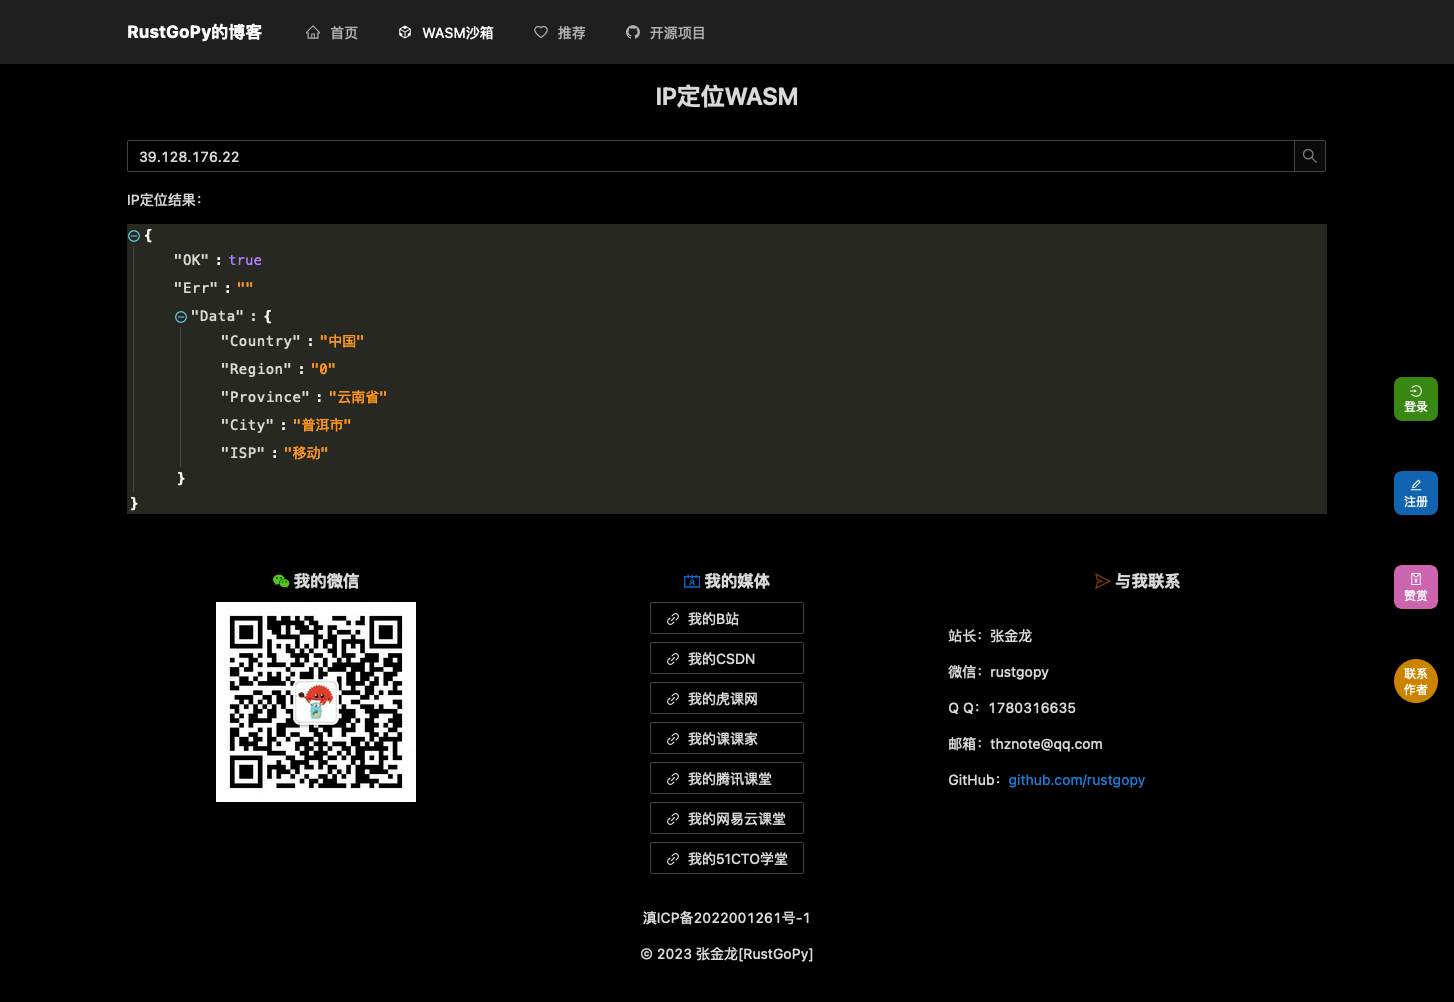 RustGoPy的博客
首页
WASM沙箱
推荐
开源项目
IP定位WASM
39.128.176.22
IP定位结果：
{
"OK" : true
"Err" : ""
"Data" : {
"Country" : "中国"
"Region" : "0"
"Province" : "云南省"
"City" : "普洱市"
"ISP" : "移动"
}
}
登录
注册
赞赏
联系
作者
我的微信
我的媒体
我的B站
我的CSDN
我的虎课网
我的课课家
我的腾讯课堂
我的网易云课堂
我的51CTO学堂
与我联系
站长：张金龙
微信：rustgopy
Q Q：1780316635
邮箱：thznote@qq.com
GitHub：github.com/rustgopy
滇ICP备2022001261号-1
© 2023 张金龙[RustGoPy]